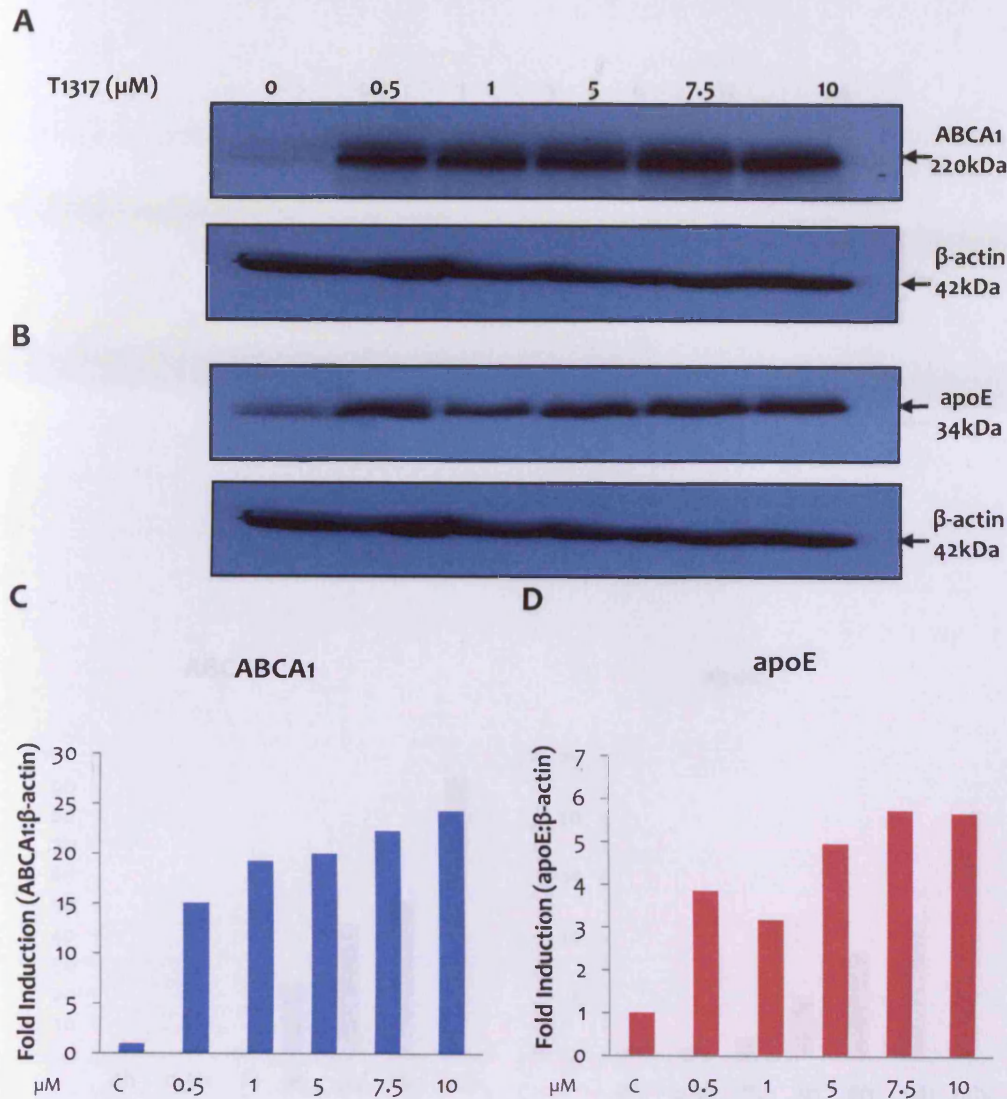 A
T1317 (µM) 0 0.5 1 5 7.5 10
ABCA1
220kDa
β-actin
42kDa
B
apoE
34kDa
β-actin
42kDa
C
ABCA1
Fold Induction (ABCA1:β-actin)
30
25
20
15
10
5
0
µM C 0.5 1 5 7.5 10
D
apoE
Fold Induction (apoE:β-actin)
7
6
5
4
3
2
1
0
C 0.5 1 5 7.5 10